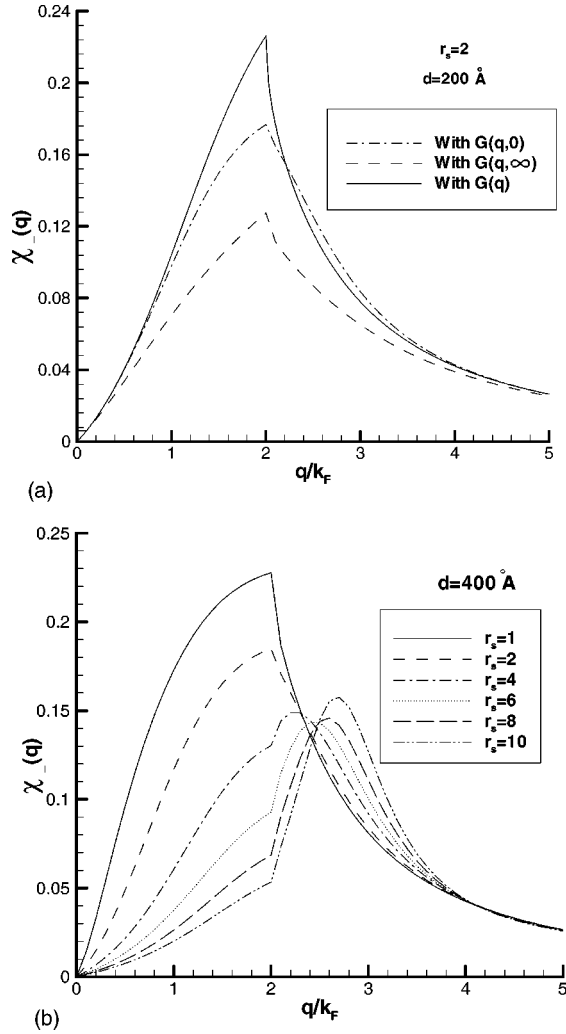 0.24
0.2
0.16
0.12
0.08
0.04
0
χ_(q)
r_s=2
d=200 Å
With G(q,0)
With G(q,∞)
With G(q)
0 1 2 3 4 5
q/k_F
(a)
0.25
0.2
0.15
0.1
0.05
0
χ_(q)
d=400 Å
r_s=1
r_s=2
r_s=4
r_s=6
r_s=8
r_s=10
0 1 2 3 4 5
q/k_F
(b)